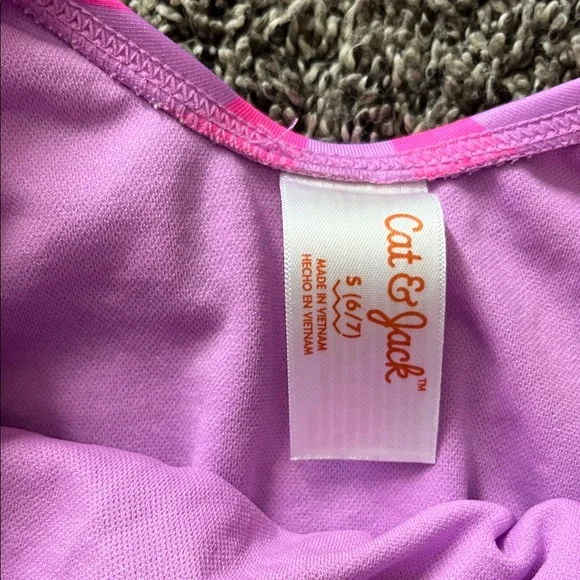 Cat & Jack™
S (6/7)
MADE IN VIETNAM
HECHO EN VIETNAM